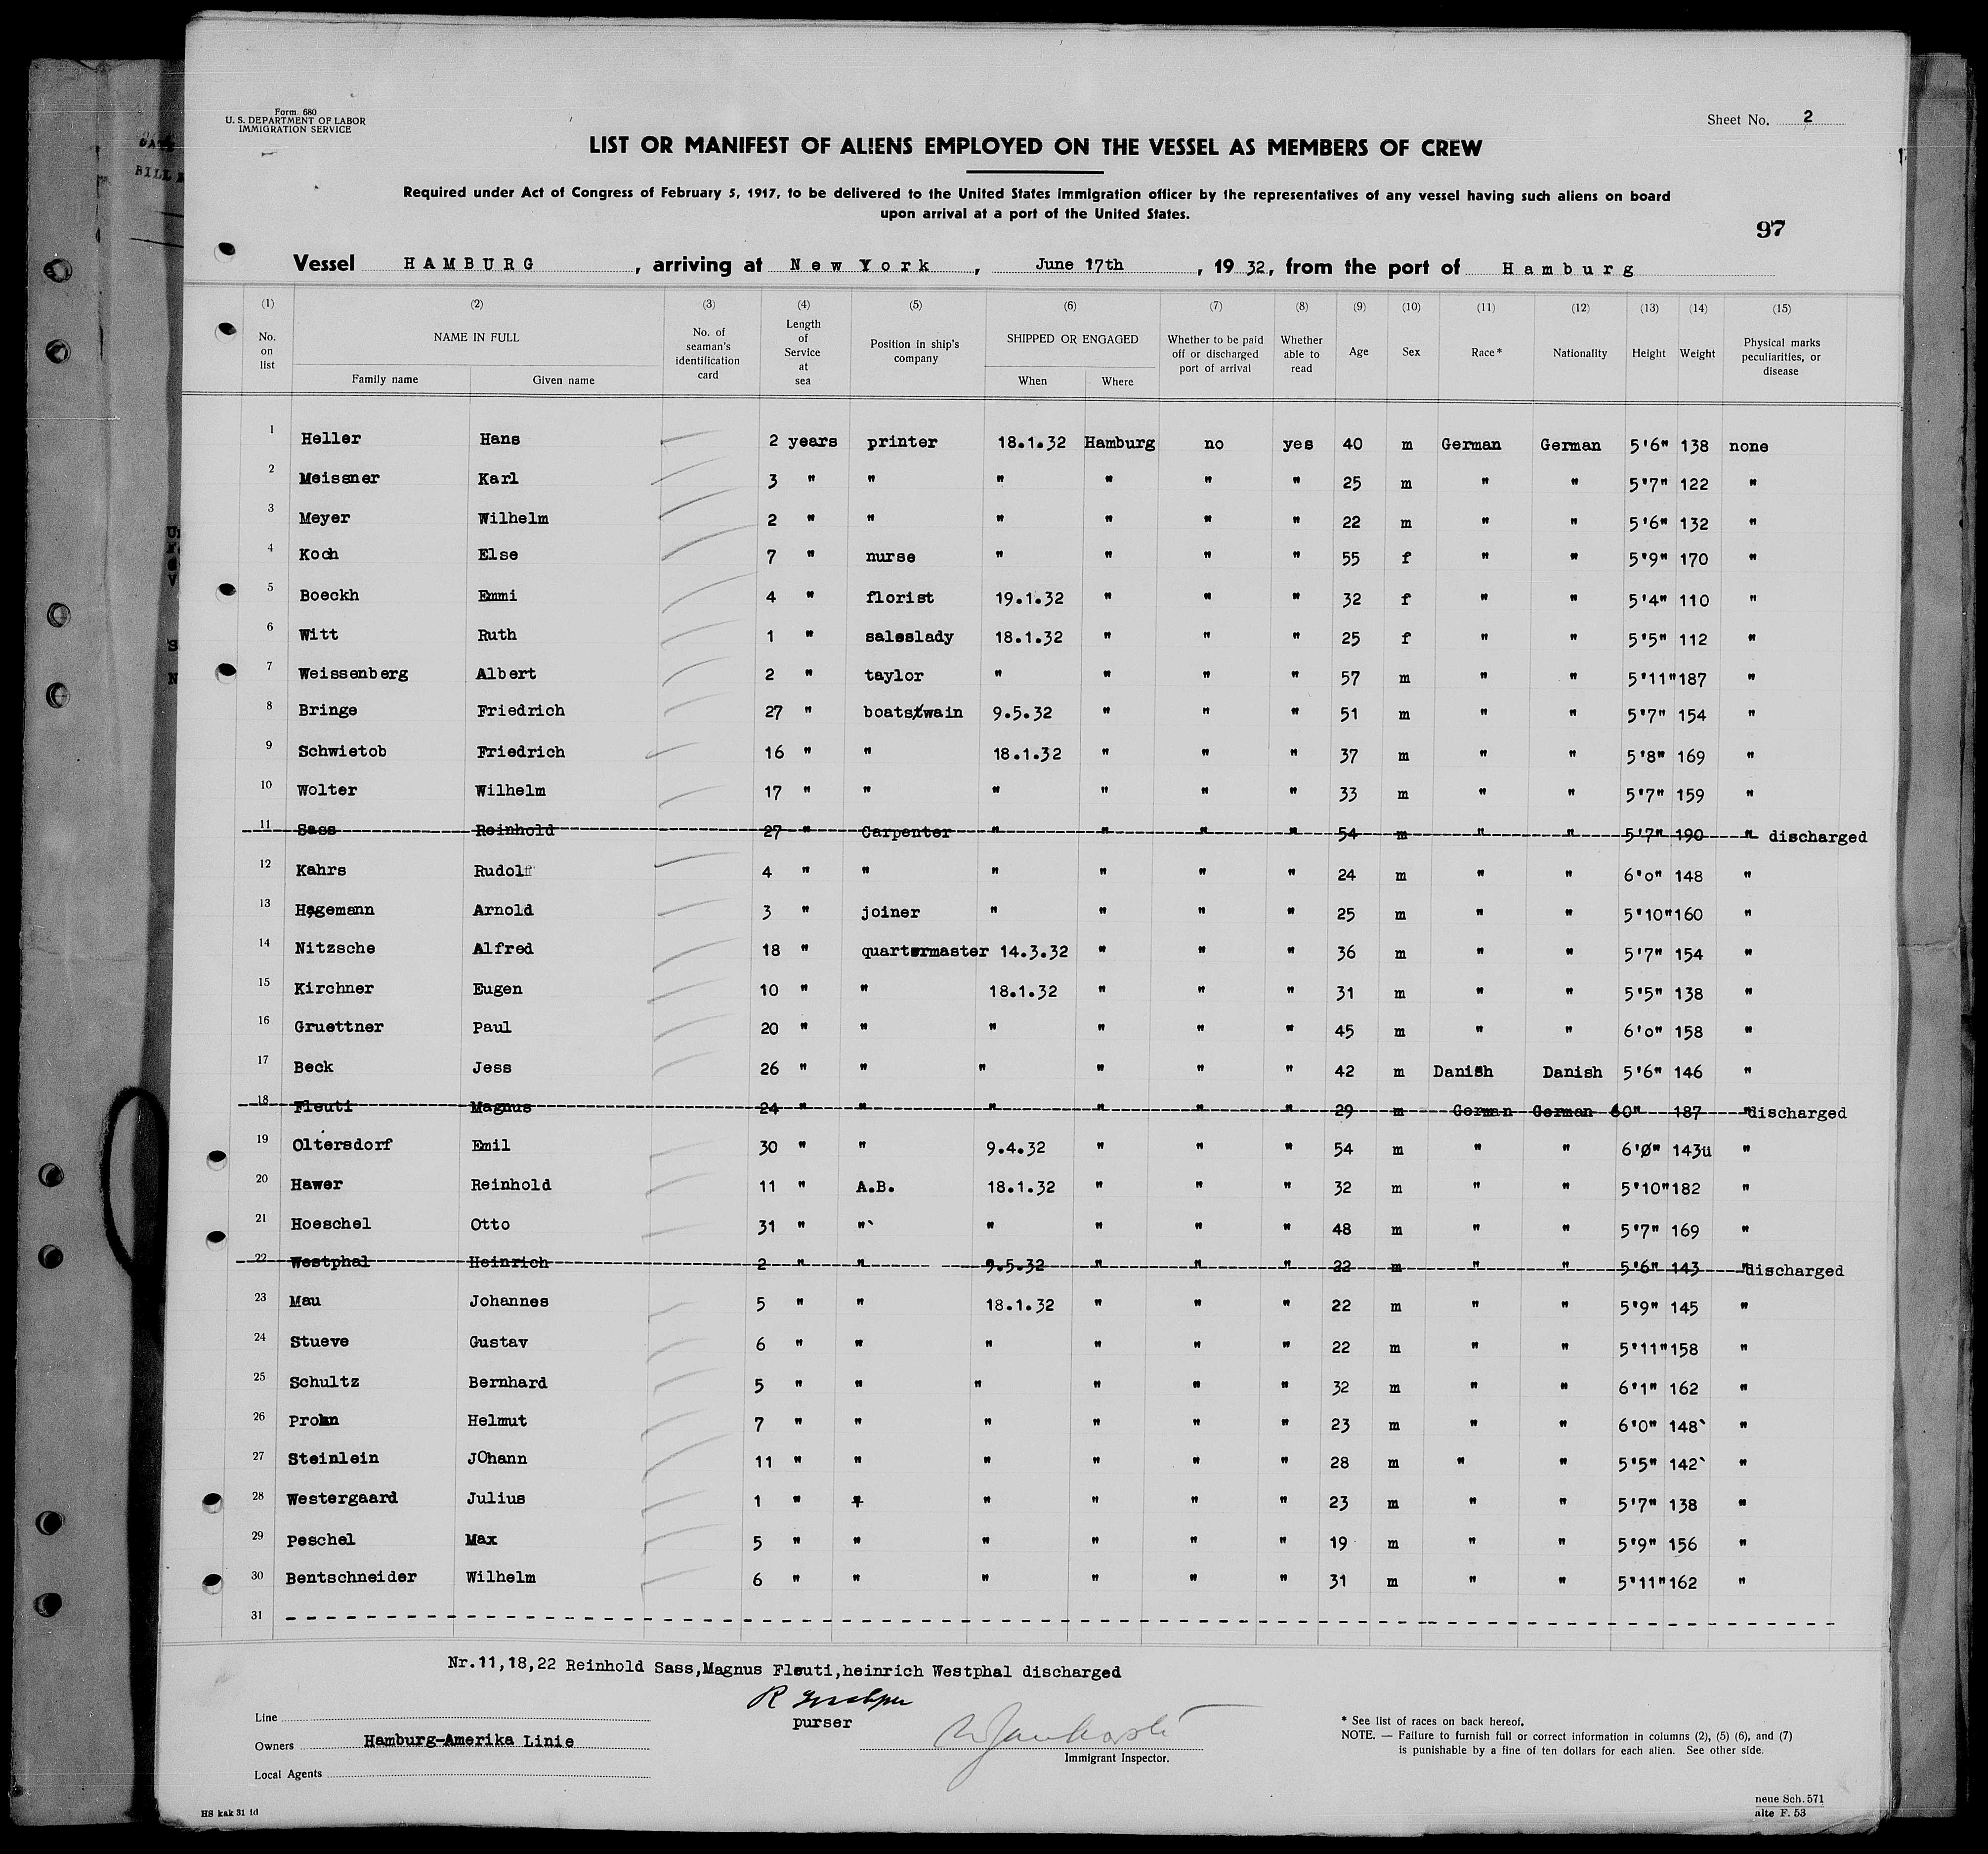 Form 680
U. S. DEPARTMENT OF LABOR
IMMIGRATION SERVICE
Sheet No. 2
LIST OR MANIFEST OF ALIENS EMPLOYED ON THE VESSEL AS MEMBERS OF CREW
Required under Act of Congress of February 5, 1917, to be delivered to the United States immigration officer by the representatives of any vessel having such aliens on board
upon arrival at a port of the United States.
97
Vessel HAMBURG, arriving at New York, June 17th, 19 32, from the port of Hamburg
(1) (2) (3) (4) (5) (6) (7) (8) (9) (10) (11) (12) (13) (14) (15)
No. on list NAME IN FULL Family name Given name No. of seaman's identification card Length of Service at sea Position in ship's company SHIPPED OR ENGAGED When Where Whether to be paid off or discharged port of arrival Whether able to read Age Sex Race* Nationality Height Weight Physical marks peculiarities, or disease
1 Heller Hans 2 years printer 18.1.32 Hamburg no yes 40 m German German 5'6" 138 none
2 Meissner Karl 3 " " " " " " 25 m " " 5'7" 122 "
3 Meyer Wilhelm 2 " " " " " " 22 m " " 5'6" 132 "
4 Koch Else 7 " nurse " " " " 55 f " " 5'9" 170 "
5 Boeckh Emmi 4 " florist 19.1.32 " " " 32 f " " 5'4" 110 "
6 Witt Ruth 1 " saleslady 18.1.32 " " " 25 f " " 5'5" 112 "
7 Weissenberg Albert 2 " taylor " " " " 57 m " " 5'11" 187 "
8 Bringe Friedrich 27 " boatstwain 9.5.32 " " " 51 m " " 5'7" 154 "
9 Schwietob Friedrich 16 " " 18.1.32 " " " 37 m " " 5'8" 169 "
10 Wolter Wilhelm 17 " " " " " " 33 m " " 5'7" 159 "
11 Sass Reinhold 27 " Carpenter " " " " 54 m " " 5'7" 190 " discharged
12 Kahrs Rudolf 4 " " " " " " 24 m " " 6'o" 148 "
13 Hagemann Arnold 3 " joiner " " " " 25 m " " 5'10" 160 "
14 Nitzsche Alfred 18 " quartermaster 14.3.32 " " " 36 m " " 5'7" 154 "
15 Kirchner Eugen 10 " " 18.1.32 " " " 31 m " " 5'5" 138 "
16 Gruettner Paul 20 " " " " " " 45 m " " 6'o" 158 "
17 Beck Jess 26 " " " " " " 42 m Danish Danish 5'6" 146 "
18 Fleuti Magnus 24 " " " " " " 29 m German German 60" 187 " discharged
19 Oltersdorf Emil 30 " " 9.4.32 " " " 54 m " " 6'0" 143u "
20 Hawer Reinhold 11 " A.B. 18.1.32 " " " 32 m " " 5'10" 182 "
21 Hoeschel Otto 31 " "` " " " " 48 m " " 5'7" 169 "
22 Westphal Heinrich 2 " " 9.5.32 " " " 22 m " " 5'6" 143 " discharged
23 Mau Johannes 5 " " 18.1.32 " " " 22 m " " 5'9" 145 "
24 Stueve Gustav 6 " " " " " " 22 m " " 5'11" 158 "
25 Schultz Bernhard 5 " " " " " " 32 m " " 6'1" 162 "
26 Helmut 7 " " " " " " 23 m " " 6'0" 148` "
27 Steinlein JOhann 11 " " " " " " 28 m " " 5'5" 142` "
28 Westergaard Julius 1 " " " " " " 23 m " " 5'7" 138 "
29 Peschel Max 5 " " " " " " 19 m " " 5'9" 156 "
30 Bentschneider Wilhelm 6 " " " " " " 31 m " " 5'11" 162 "
31
Nr.11,18,22 Reinhold Sass,Magnus Fleuti,heinrich Westphal discharged
purser
Line
Owners Hamburg-Amerika Linie
Local Agents
Immigrant Inspector.
* See list of races on back hereof.
NOTE. — Failure to furnish full or correct information in columns (2), (5) (6), and (7)
is punishable by a fine of ten dollars for each alien. See other side.
HS kak 31 fd
neue Sch. 571
alte F. 53